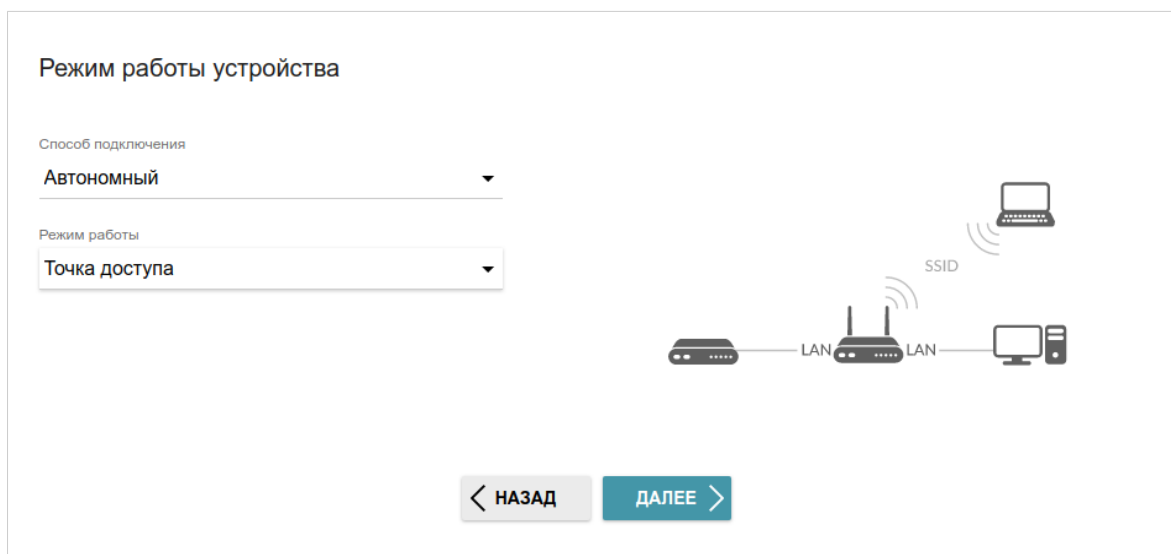 Режим работы устройства
Способ подключения
Автономный
Режим работы
Точка доступа
SSID
LAN LAN
НАЗАД ДАЛЕЕ